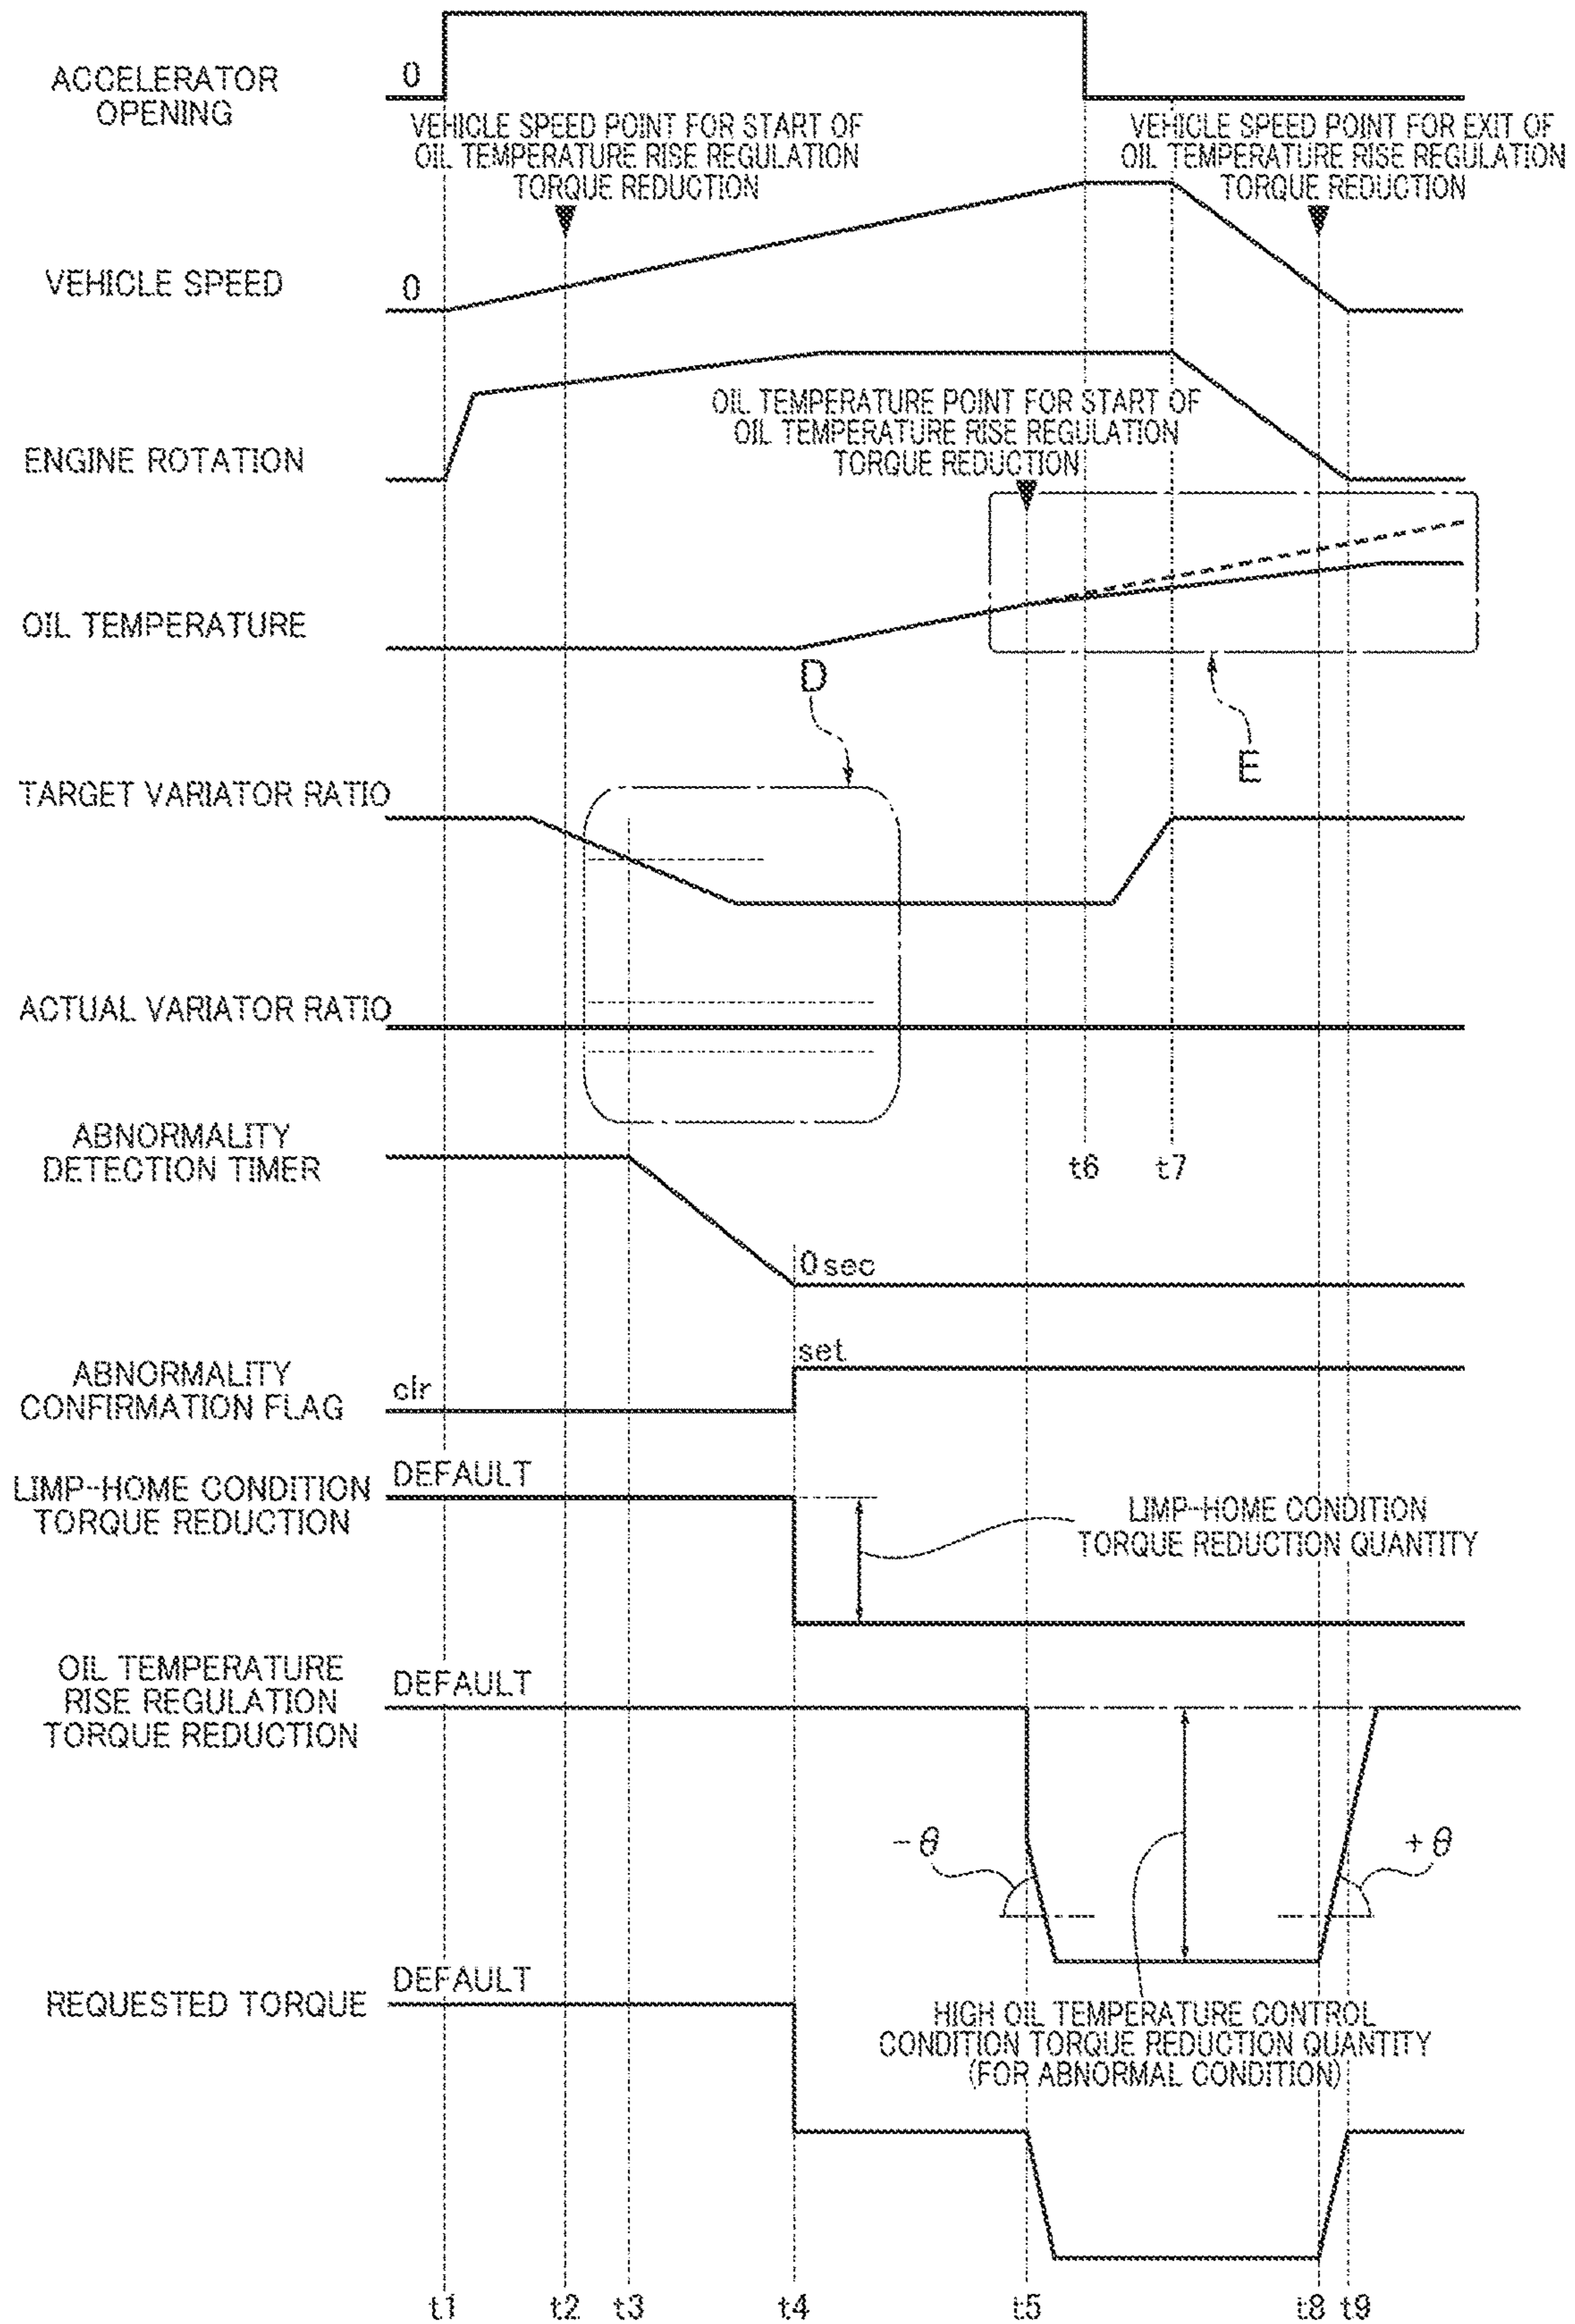 ACCELERATOR
OPENING
0
VEHICLE SPEED POINT FOR START OF
OIL TEMPERATURE RISE REGULATION
TORQUE REDUCTION
VEHICLE SPEED POINT FOR EXIT OF
OIL TEMPERATURE RISE REGULATION
TORQUE REDUCTION
VEHICLE SPEED
0
ENGINE ROTATION
OIL TEMPERATURE POINT FOR START OF
OIL TEMPERATURE RISE REGULATION
TORQUE REDUCTION
OIL TEMPERATURE
D
E
TARGET VARIATOR RATIO
ACTUAL VARIATOR RATIO
ABNORMALITY
DETECTION TIMER
t6
t7
0sec
ABNORMALITY
CONFIRMATION FLAG
clr
set
LIMP-HOME CONDITION
TORQUE REDUCTION
DEFAULT
LIMP-HOME CONDITION
TORQUE REDUCTION QUANTITY
OIL TEMPERATURE
RISE REGULATION
TORQUE REDUCTION
DEFAULT
-θ
+θ
REQUESTED TORQUE
DEFAULT
HIGH OIL TEMPERATURE CONTROL
CONDITION TORQUE REDUCTION QUANTITY
(FOR ABNORMAL CONDITION)
t1
t2
t3
t4
t5
t8
t9